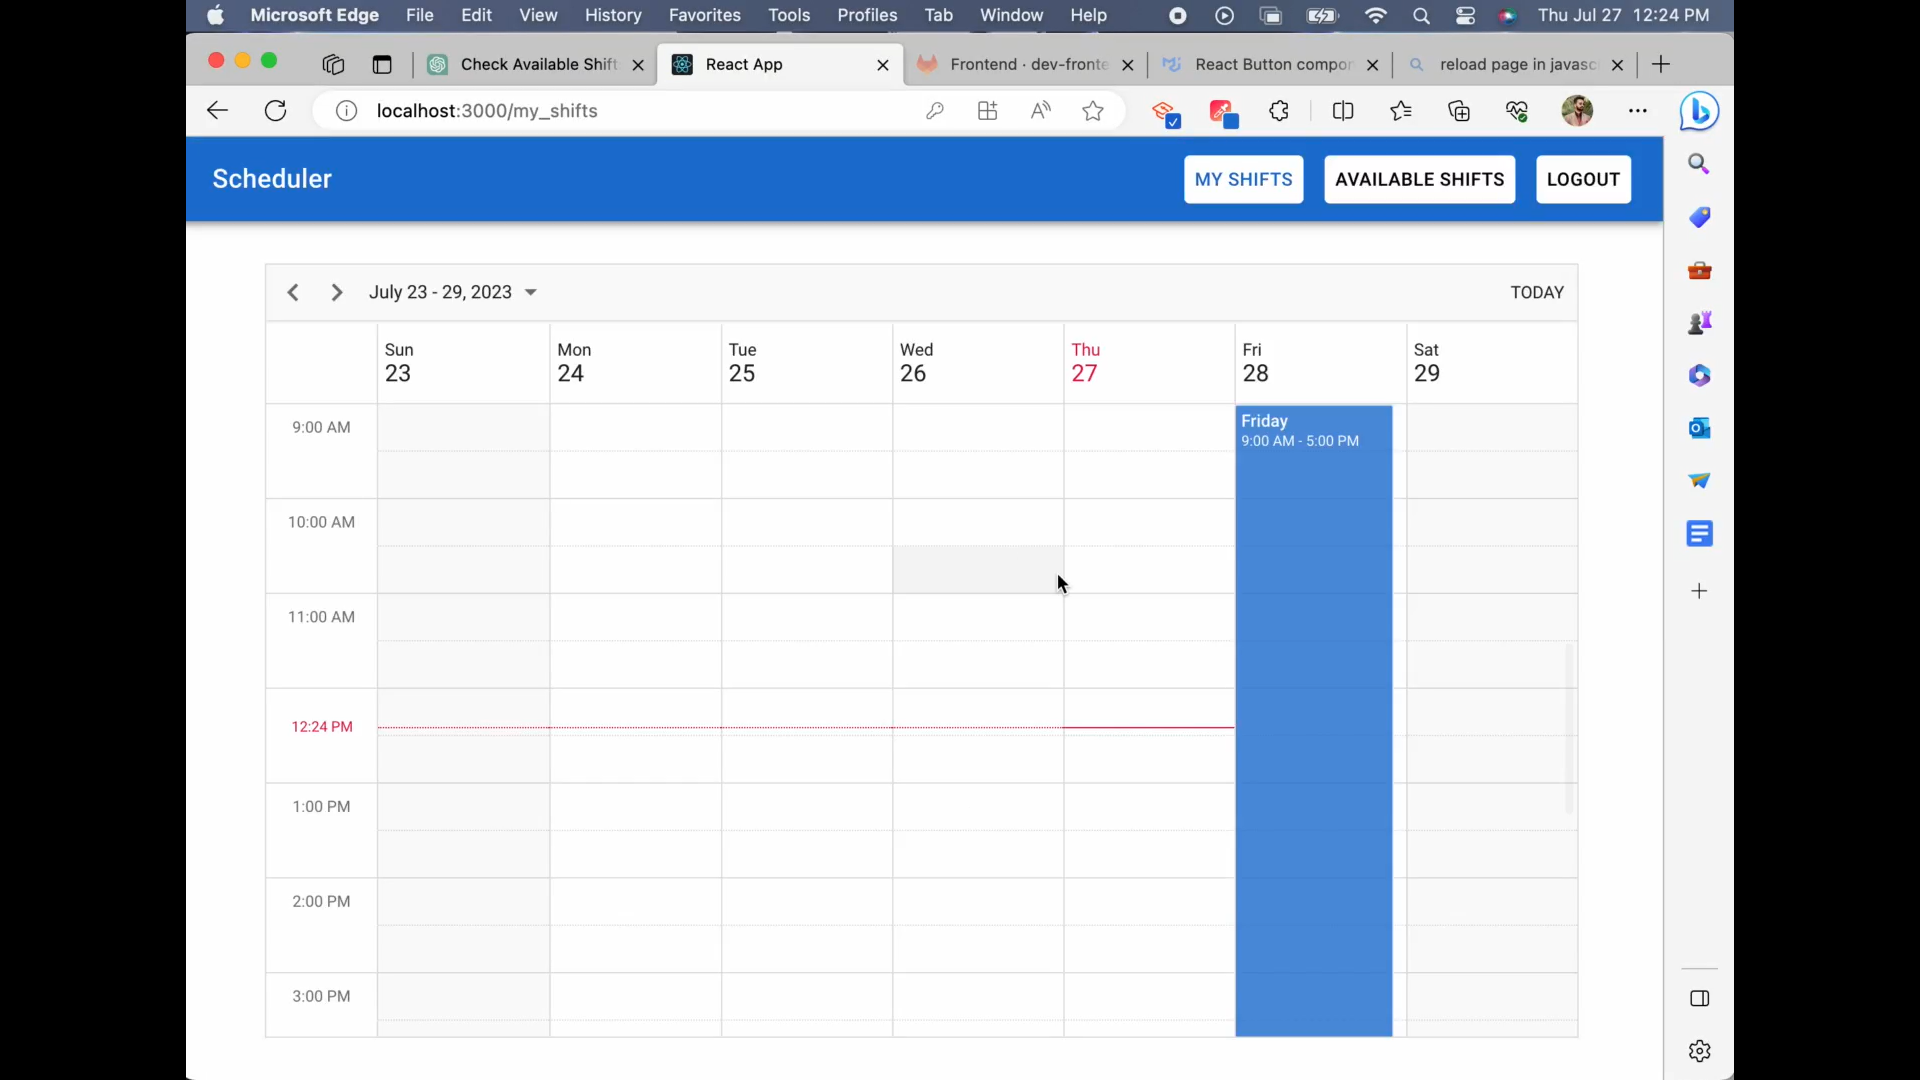 Microsoft Edge File Edit View History Favorites Tools Profiles Tab Window Help Thu Jul 27 12:24 PM
Check Available Shift React App Frontend · dev-fronte React Button compor reload page in javasc
localhost:3000/my_shifts
Scheduler MY SHIFTS AVAILABLE SHIFTS LOGOUT
July 23 - 29, 2023 TODAY
Sun Mon Tue Wed Thu Fri Sat
23 24 25 26 27 28 29
9:00 AM Friday
9:00 AM - 5:00 PM
10:00 AM
11:00 AM
12:24 PM
1:00 PM
2:00 PM
3:00 PM